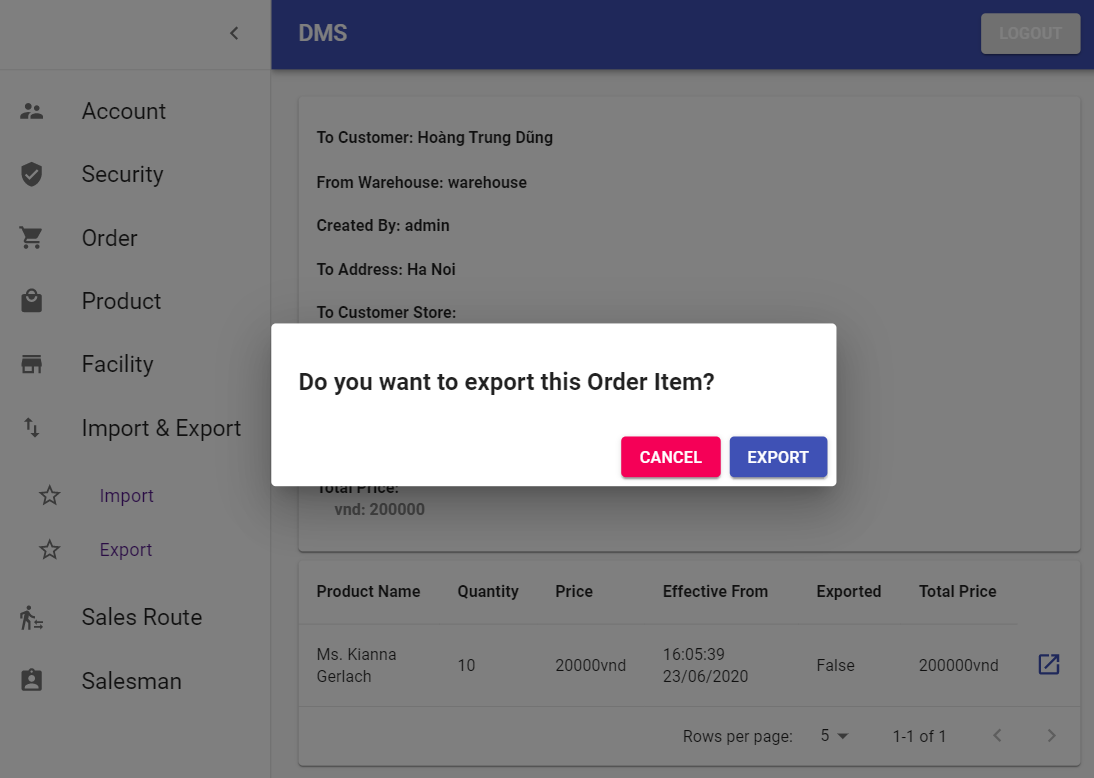 DMS
LOGOUT
Account
Security
Order
Product
Facility
Import & Export
Import
Export
Sales Route
Salesman
To Customer: Hoàng Trung Dũng
From Warehouse: warehouse
Created By: admin
To Address: Ha Noi
To Customer Store:
Do you want to export this Order Item?
CANCEL EXPORT
Total Price:
vnd: 200000
Product Name Quantity Price Effective From Exported Total Price
Ms. Kianna
Gerlach
10 20000vnd
16:05:39
23/06/2020
False 200000vnd
Rows per page: 5 1-1 of 1